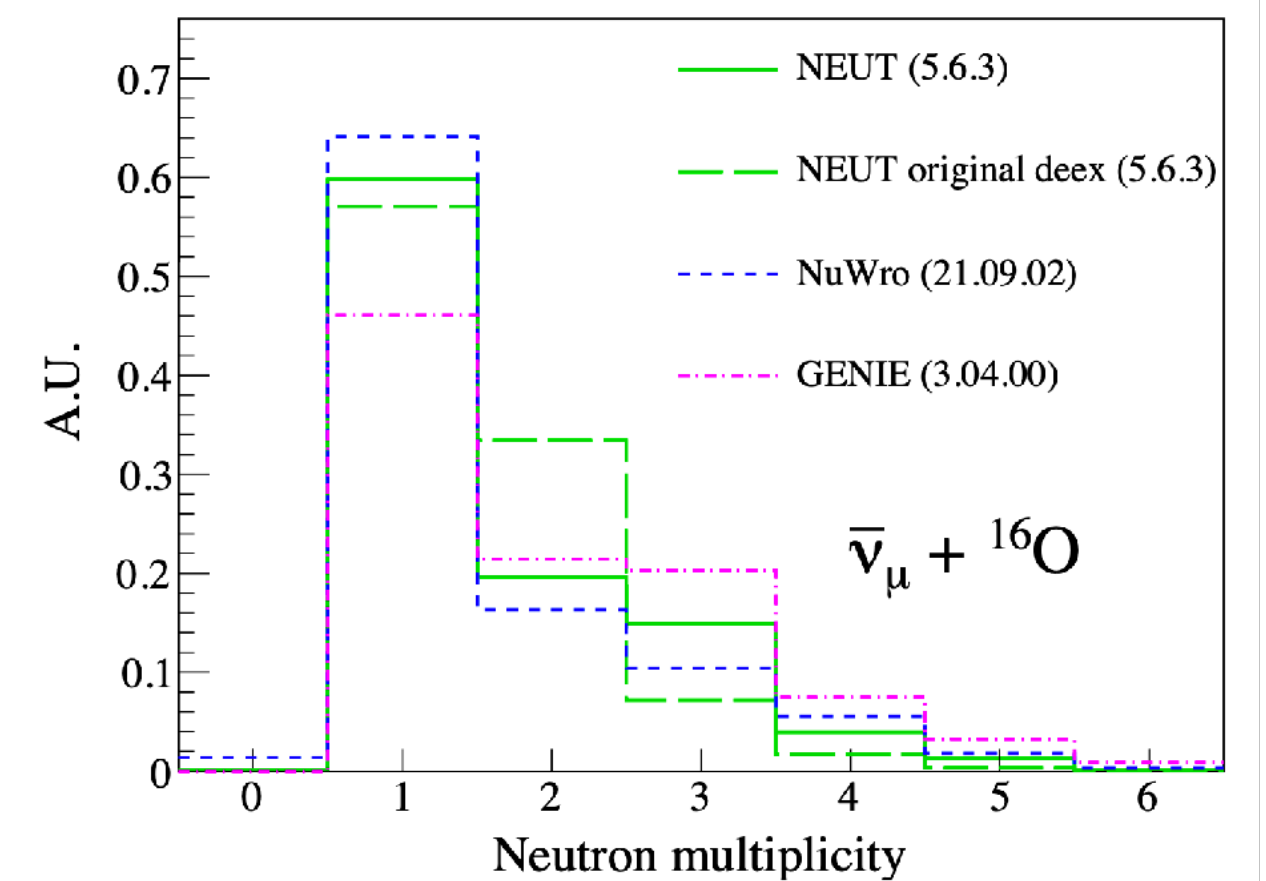 NEUT (5.6.3)
NEUT original deex (5.6.3)
NuWro (21.09.02)
GENIE (3.04.00)
ν̅μ + ¹⁶O
A.U.
0.7
0.6
0.5
0.4
0.3
0.2
0.1
0
0 1 2 3 4 5 6
Neutron multiplicity